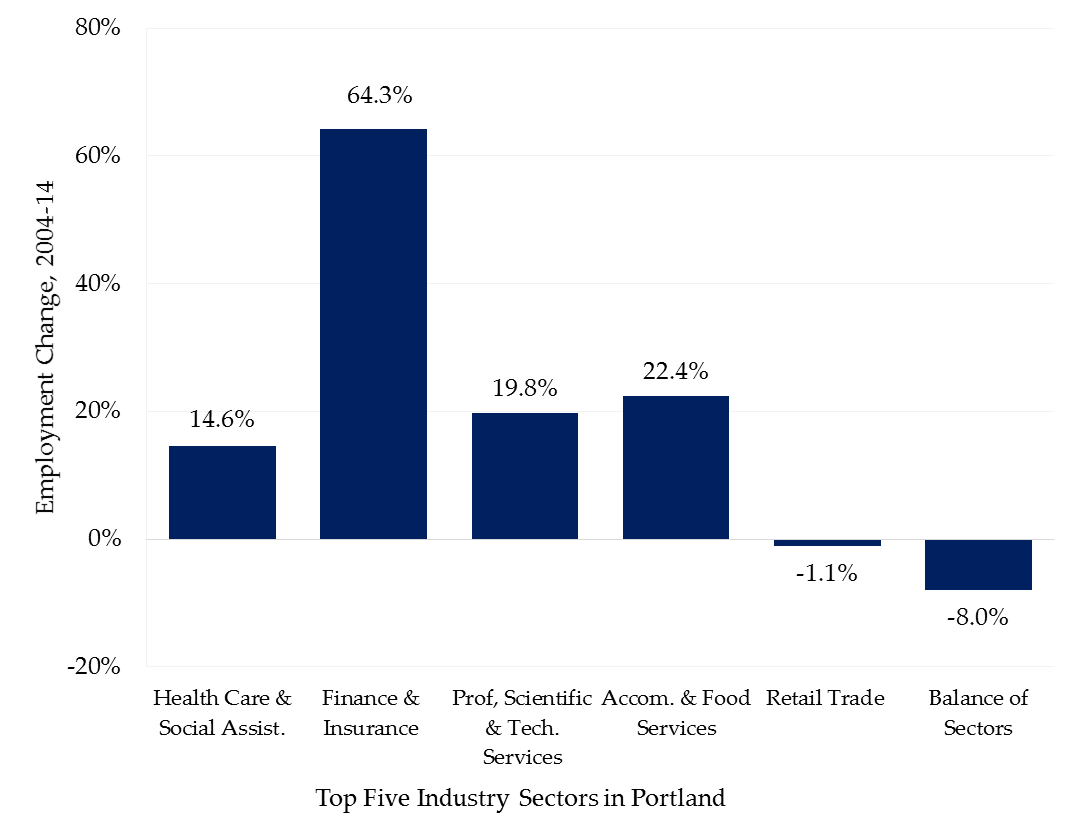 80%
60%
40%
20%
0%
-20%
Employment Change, 2004-14
14.6%
64.3%
19.8%
22.4%
-1.1%
-8.0%
Health Care &
Social Assist.
Finance &
Insurance
Prof, Scientific
& Tech.
Services
Accom. & Food
Services
Retail Trade
Balance of
Sectors
Top Five Industry Sectors in Portland